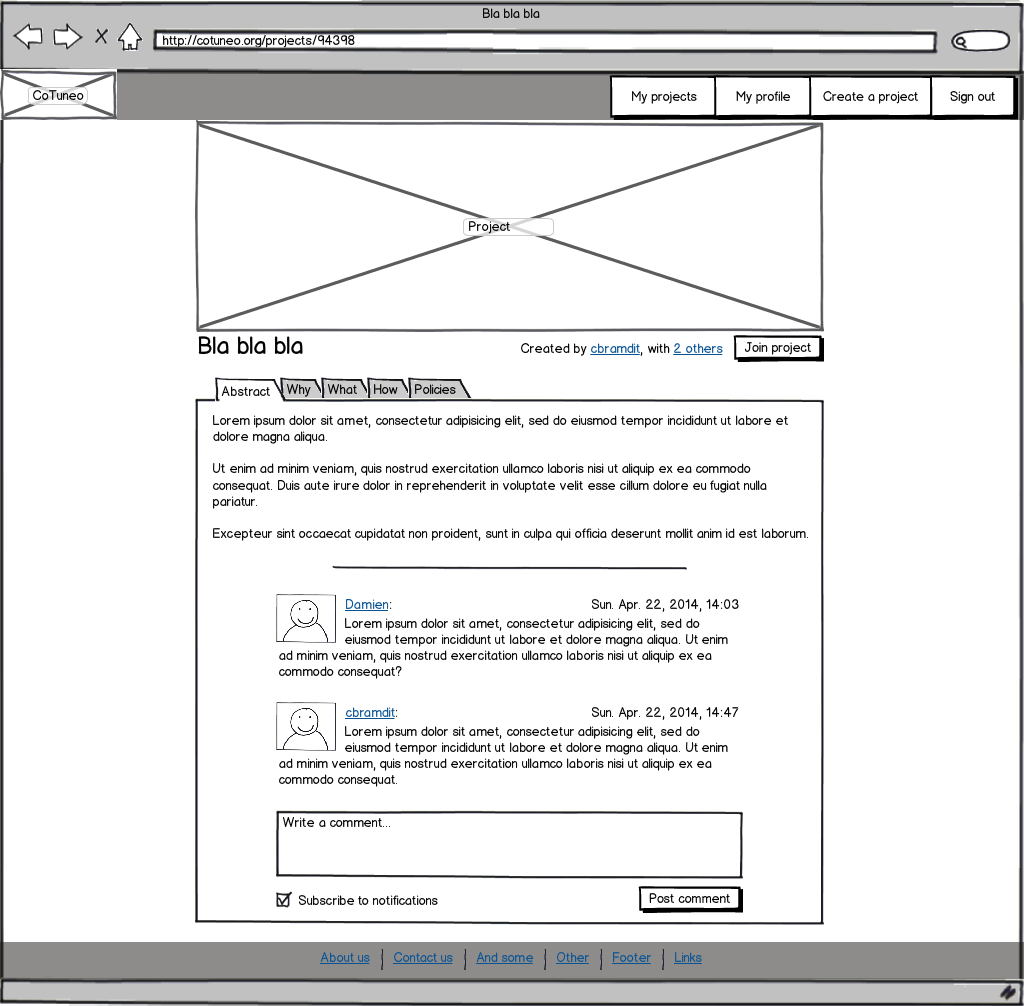 Bla bla bla
http://cotuneo.org/projects/94398
CoTuneo
My projects
My profile
Create a project
Sign out
Project
Bla bla bla
Created by cbramdit, with 2 others
Join project
Abstract
Why
What
How
Policies
Lorem ipsum dolor sit amet, consectetur adipisicing elit, sed do eiusmod tempor incididunt ut labore et
dolore magna aliqua.
Ut enim ad minim veniam, quis nostrud exercitation ullamco laboris nisi ut aliquip ex ea commodo
consequat. Duis aute irure dolor in reprehenderit in voluptate velit esse cillum dolore eu fugiat nulla
pariatur.
Excepteur sint occaecat cupidatat non proident, sunt in culpa qui officia deserunt mollit anim id est laborum.
Damien:
Sun. Apr. 22, 2014, 14:03
Lorem ipsum dolor sit amet, consectetur adipisicing elit, sed do
eiusmod tempor incididunt ut labore et dolore magna aliqua. Ut enim
ad minim veniam, quis nostrud exercitation ullamco laboris nisi ut aliquip ex ea
commodo consequat?
cbramdit:
Sun. Apr. 22, 2014, 14:47
Lorem ipsum dolor sit amet, consectetur adipisicing elit, sed do
eiusmod tempor incididunt ut labore et dolore magna aliqua. Ut enim
ad minim veniam, quis nostrud exercitation ullamco laboris nisi ut aliquip ex ea
commodo consequat.
Write a comment...
Subscribe to notifications
Post comment
About us
Contact us
And some
Other
Footer
Links